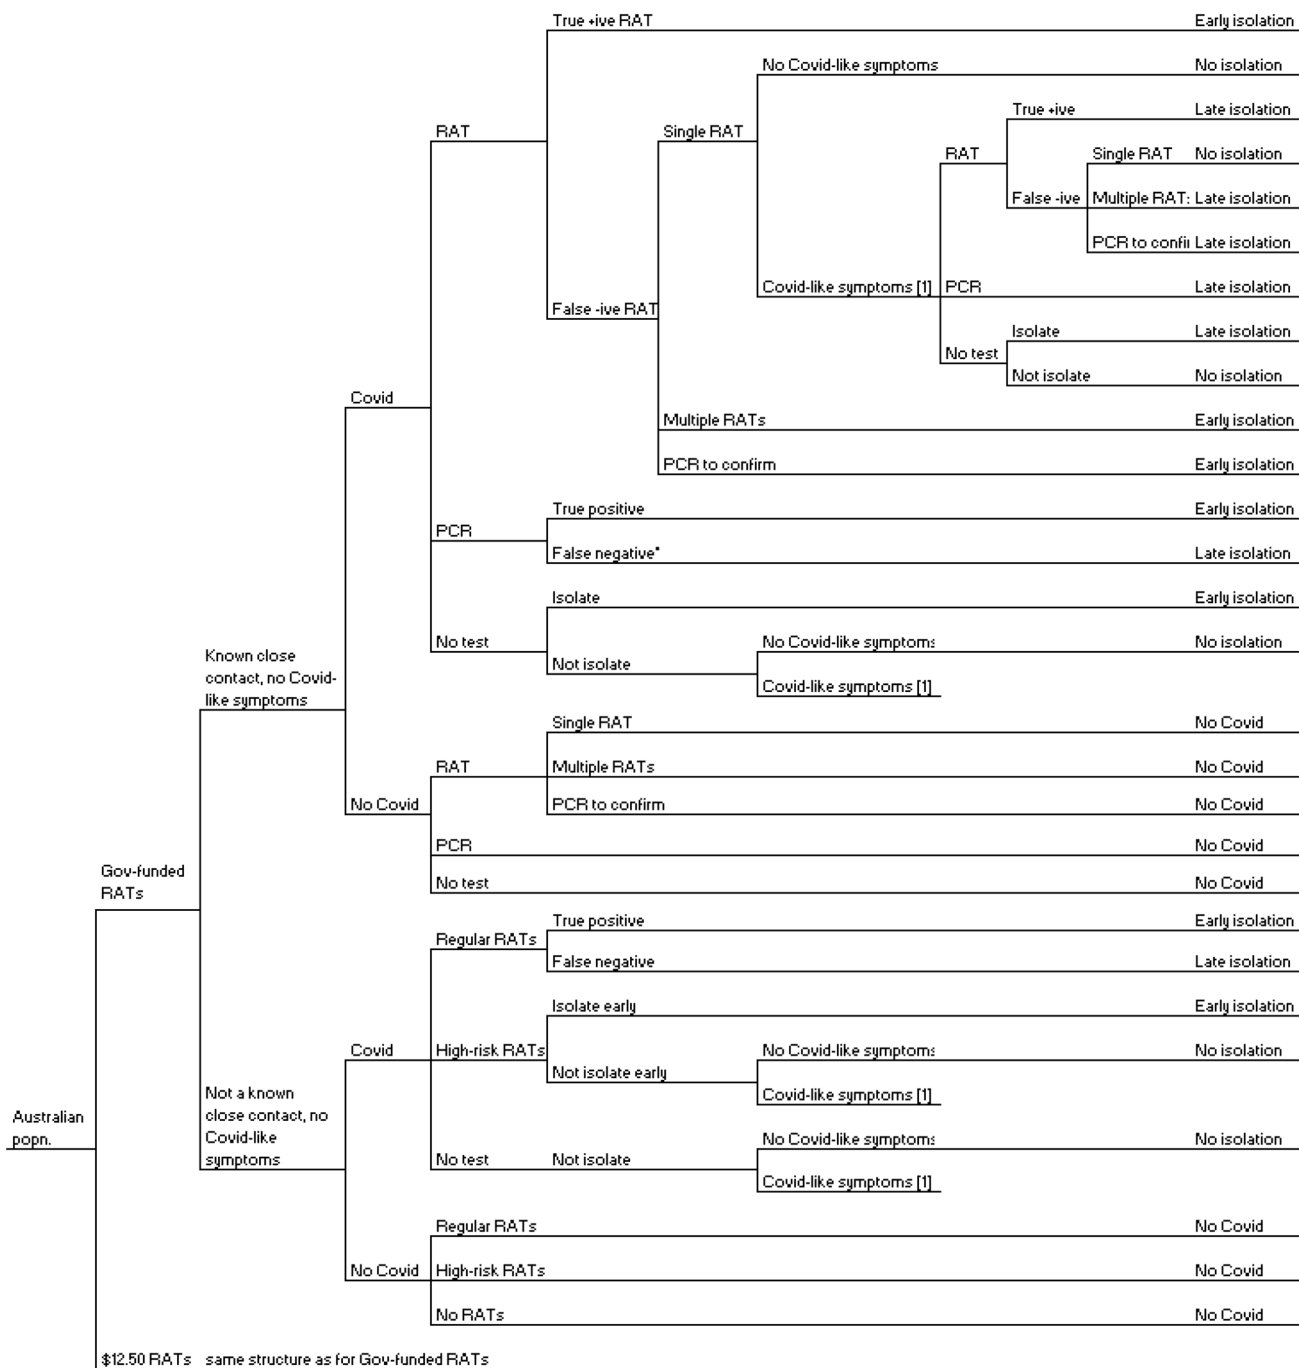 True +ive RAT Early isolation
No Covid-like symptoms No isolation
True +ive Late isolation
RAT Single RAT RAT Single RAT No isolation
False -ive Multiple RAT: Late isolation
PCR to confi Late isolation
Covid-like symptoms [1] PCR Late isolation
False -ive RAT
Isolate Late isolation
No test
Not isolate No isolation
Covid
Multiple RATs Early isolation
PCR to confirm Early isolation
True positive Early isolation
PCR
False negative* Late isolation
Isolate Early isolation
No test No Covid-like symptoms No isolation
Known close
contact, no Covid-
like symptoms
Not isolate
Covid-like symptoms [1]
Single RAT No Covid
RAT Multiple RATs No Covid
No Covid PCR to confirm No Covid
PCR No Covid
Gov-funded
RATs
No test No Covid
True positive Early isolation
Regular RATs
False negative Late isolation
Isolate early Early isolation
Covid High-risk RATs No Covid-like symptoms No isolation
Not isolate early
Covid-like symptoms [1]
Not a known
close contact, no
Covid-like
symptoms
Australian
popn.
No Covid-like symptoms No isolation
No test Not isolate
Covid-like symptoms [1]
Regular RATs No Covid
No Covid High-risk RATs No Covid
No RATs No Covid
$12.50 RATs same structure as for Gov-funded RATs